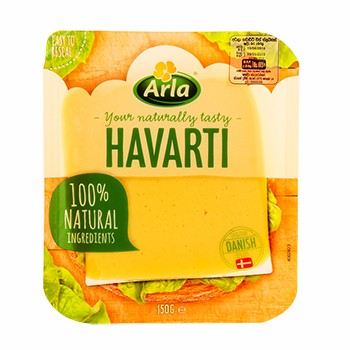 EASY TO
RESEAL
Arla
Your naturally tasty
HAVARTI
100%
NATURAL
INGREDIENTS
DANISH
150G e